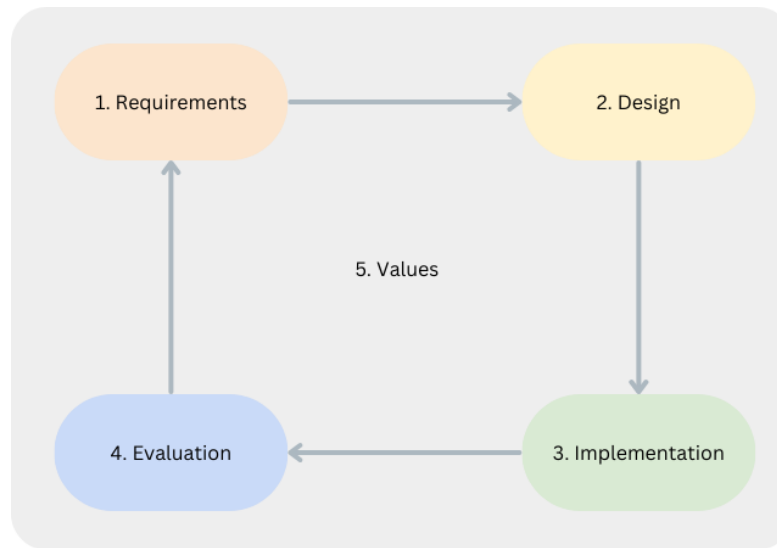 1. Requirements
2. Design
5. Values
4. Evaluation
3. Implementation